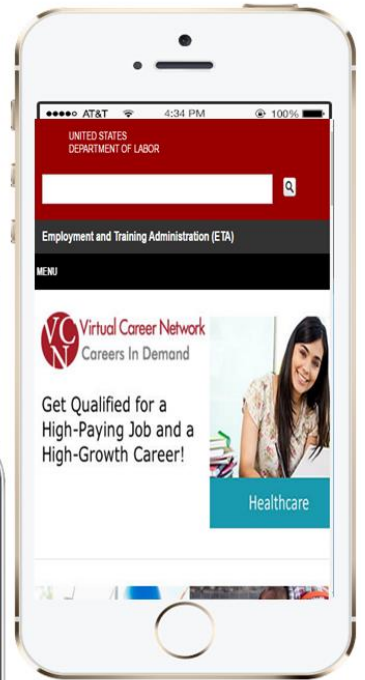 AT&T 4:34 PM 100%
UNITED STATES
DEPARTMENT OF LABOR
Employment and Training Administration (ETA)
MENU
VCN
Virtual Career Network
Careers In Demand
Get Qualified for a
High-Paying Job and a
High-Growth Career!
Healthcare